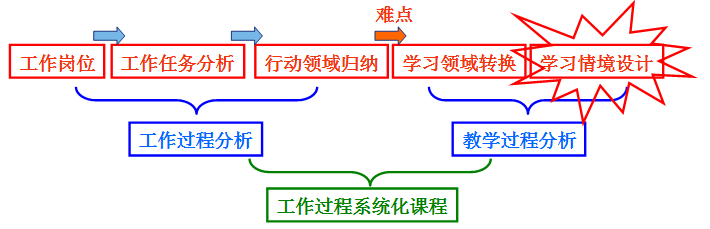 难点
工作岗位
工作任务分析
行动领域归纳
学习领域转换
学习情境设计
工作过程分析
教学过程分析
工作过程系统化课程